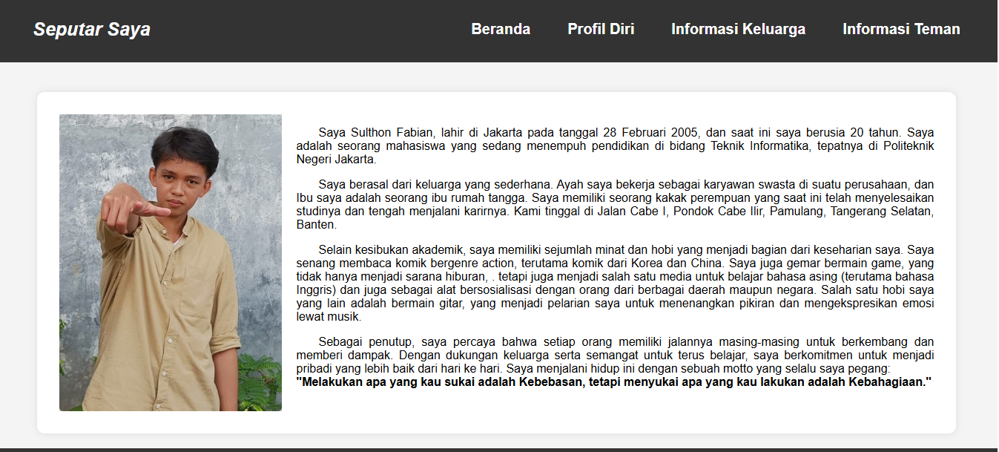 Seputar Saya
Beranda Profil Diri Informasi Keluarga Informasi Teman
Saya Sulthon Fabian, lahir di Jakarta pada tanggal 28 Februari 2005, dan saat ini saya berusia 20 tahun. Saya
adalah seorang mahasiswa yang sedang menempuh pendidikan di bidang Teknik Informatika, tepatnya di Politeknik
Negeri Jakarta.
Saya berasal dari keluarga yang sederhana. Ayah saya bekerja sebagai karyawan swasta di suatu perusahaan, dan
Ibu saya adalah seorang ibu rumah tangga. Saya memiliki seorang kakak perempuan yang saat ini telah menyelesaikan
studinya dan tengah menjalani karirnya. Kami tinggal di Jalan Cabe I, Pondok Cabe Ilir, Pamulang, Tangerang Selatan,
Banten.
Selain kesibukan akademik, saya memiliki sejumlah minat dan hobi yang menjadi bagian dari keseharian saya. Saya
senang membaca komik bergenre action, terutama komik dari Korea dan China. Saya juga gemar bermain game, yang
tidak hanya menjadi sarana hiburan, . tetapi juga menjadi salah satu media untuk belajar bahasa asing (terutama bahasa
Inggris) dan juga sebagai alat bersosialisasi dengan orang dari berbagai daerah maupun negara. Salah satu hobi saya
yang lain adalah bermain gitar, yang menjadi pelarian saya untuk menenangkan pikiran dan mengekspresikan emosi
lewat musik.
Sebagai penutup, saya percaya bahwa setiap orang memiliki jalannya masing-masing untuk berkembang dan
memberi dampak. Dengan dukungan keluarga serta semangat untuk terus belajar, saya berkomitmen untuk menjadi
pribadi yang lebih baik dari hari ke hari. Saya menjalani hidup ini dengan sebuah motto yang selalu saya pegang:
"Melakukan apa yang kau sukai adalah Kebebasan, tetapi menyukai apa yang kau lakukan adalah Kebahagiaan."